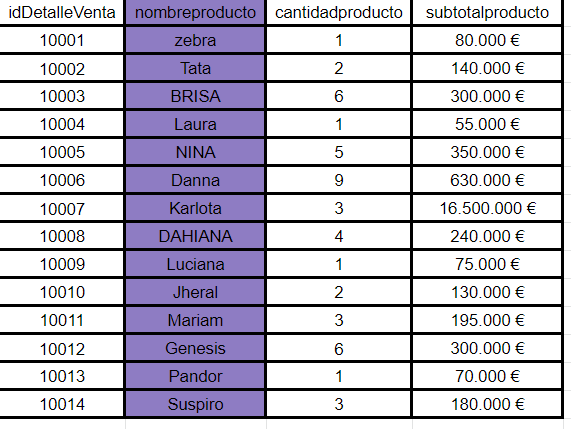 idDetalleVenta nombreproducto cantidadproducto subtotalproducto
10001 zebra 1 80.000 €
10002 Tata 2 140.000 €
10003 BRISA 6 300.000 €
10004 Laura 1 55.000 €
10005 NINA 5 350.000 €
10006 Danna 9 630.000 €
10007 Karlota 3 16.500.000 €
10008 DAHIANA 4 240.000 €
10009 Luciana 1 75.000 €
10010 Jheral 2 130.000 €
10011 Mariam 3 195.000 €
10012 Genesis 6 300.000 €
10013 Pandor 1 70.000 €
10014 Suspiro 3 180.000 €